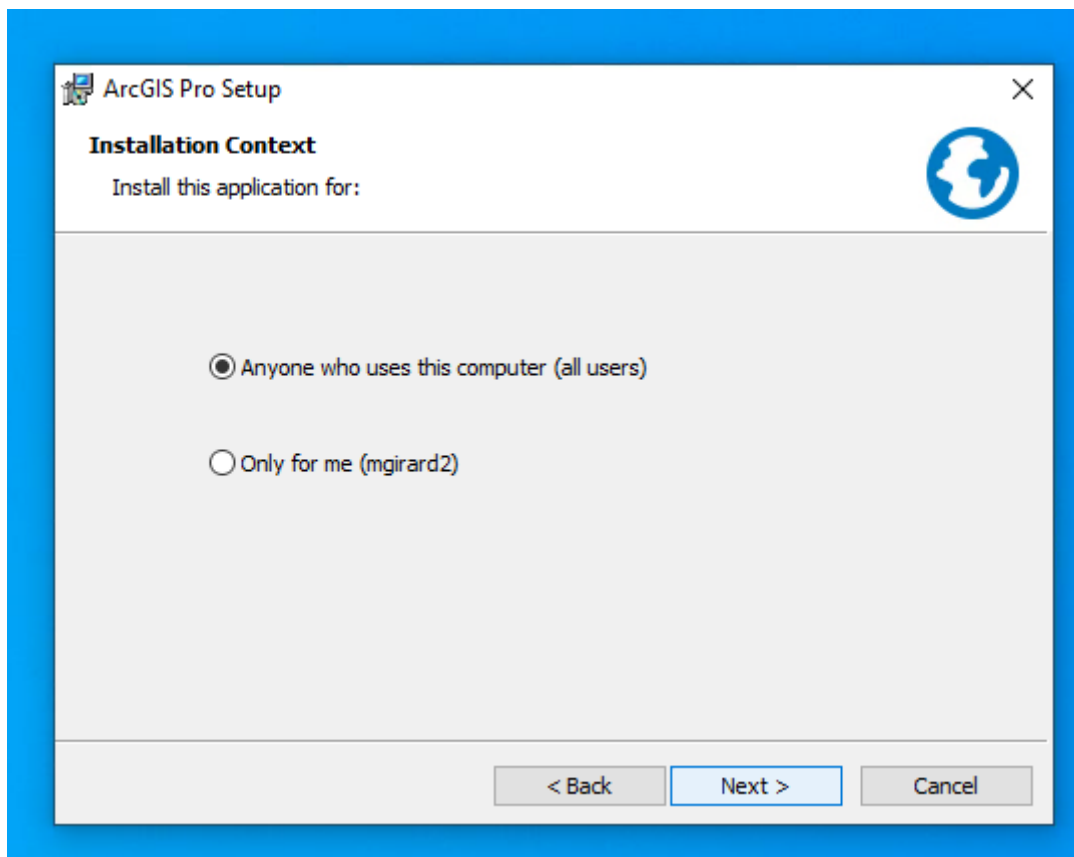 ArcGIS Pro Setup
Installation Context
Install this application for:
Anyone who uses this computer (all users)
Only for me (mgirard2)
< Back
Next >
Cancel